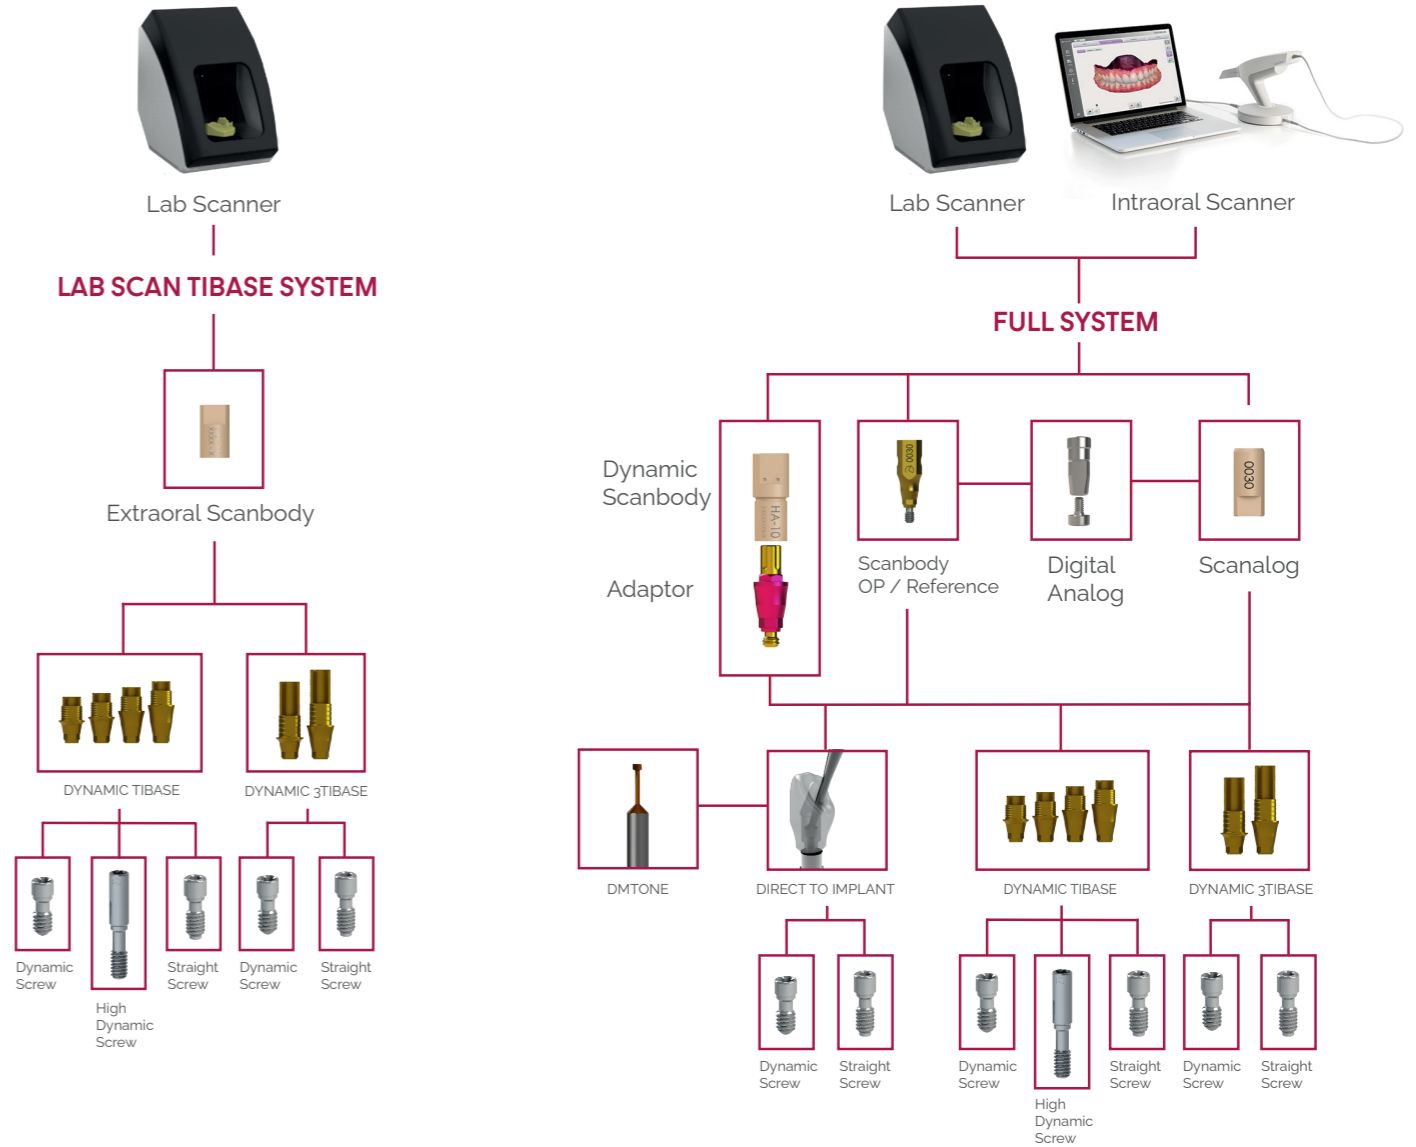 Lab Scanner
LAB SCAN TIBASE SYSTEM
Extraoral Scanbody
DYNAMIC TIBASE
DYNAMIC 3TIBASE
Dynamic
Screw
High
Dynamic
Screw
Straight
Screw
Dynamic
Screw
Straight
Screw
Lab Scanner
Intraoral Scanner
FULL SYSTEM
Dynamic
Scanbody
HA-10
Adaptor
0030
Scanbody
OP / Reference
Digital
Analog
0030
Scanalog
DMTONE
DIRECT TO IMPLANT
DYNAMIC TIBASE
DYNAMIC 3TIBASE
Dynamic
Screw
Straight
Screw
Dynamic
Screw
High
Dynamic
Screw
Straight
Screw
Dynamic
Screw
Straight
Screw